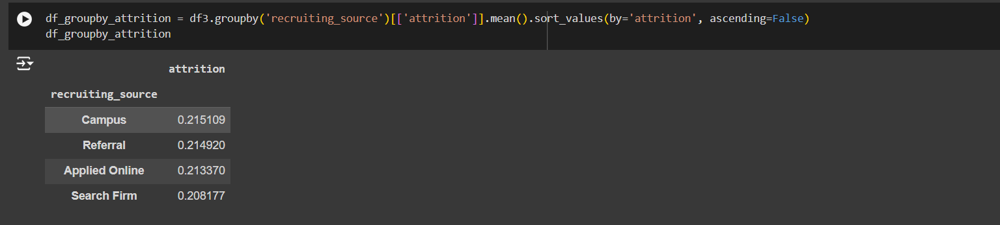 df_groupby_attrition = df3.groupby('recruiting_source')[['attrition']].mean().sort_values(by='attrition', ascending=False)
df_groupby_attrition
attrition
recruiting_source
Campus 0.215109
Referral 0.214920
Applied Online 0.213370
Search Firm 0.208177